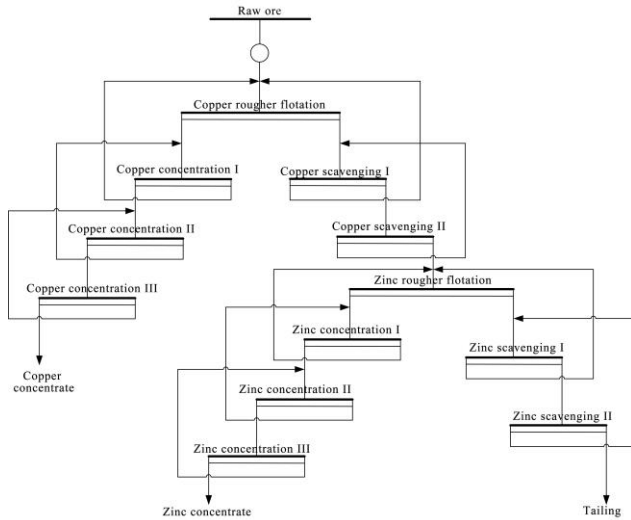 Raw ore
Copper rougher flotation
Copper concentration I
Copper scavenging I
Copper concentration II
Copper scavenging II
Zinc rougher flotation
Copper concentration III
Zinc concentration I
Zinc scavenging I
Copper
concentrate
Zinc concentration II
Zinc scavenging II
Zinc concentration III
Zinc concentrate
Tailing